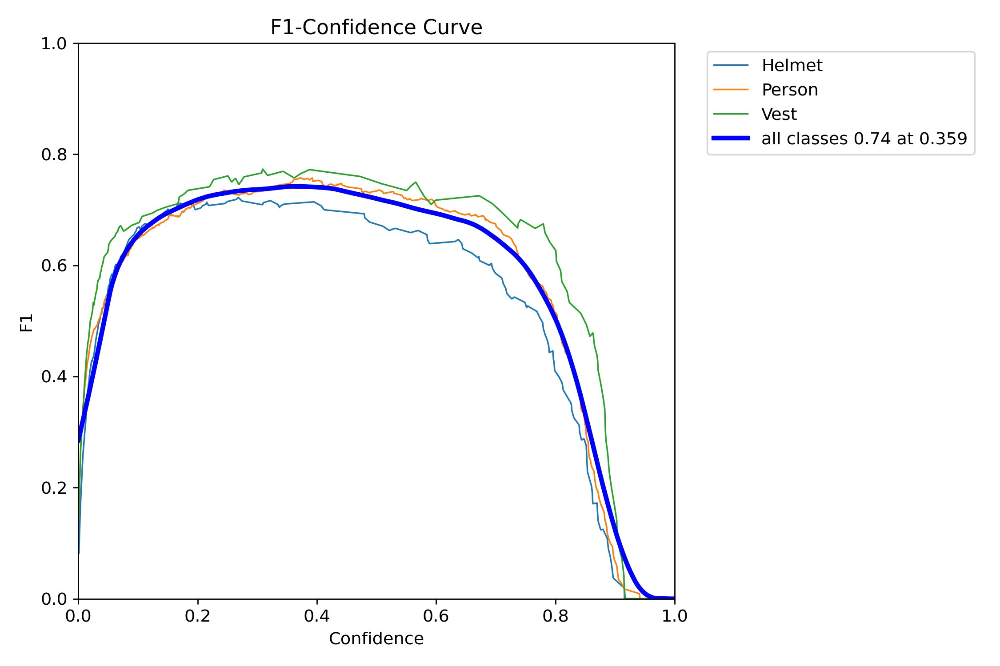 F1-Confidence Curve
1.0
0.8
0.6
0.4
0.2
0.0
F1
0.0 0.2 0.4 0.6 0.8 1.0
Confidence
Helmet
Person
Vest
all classes 0.74 at 0.359